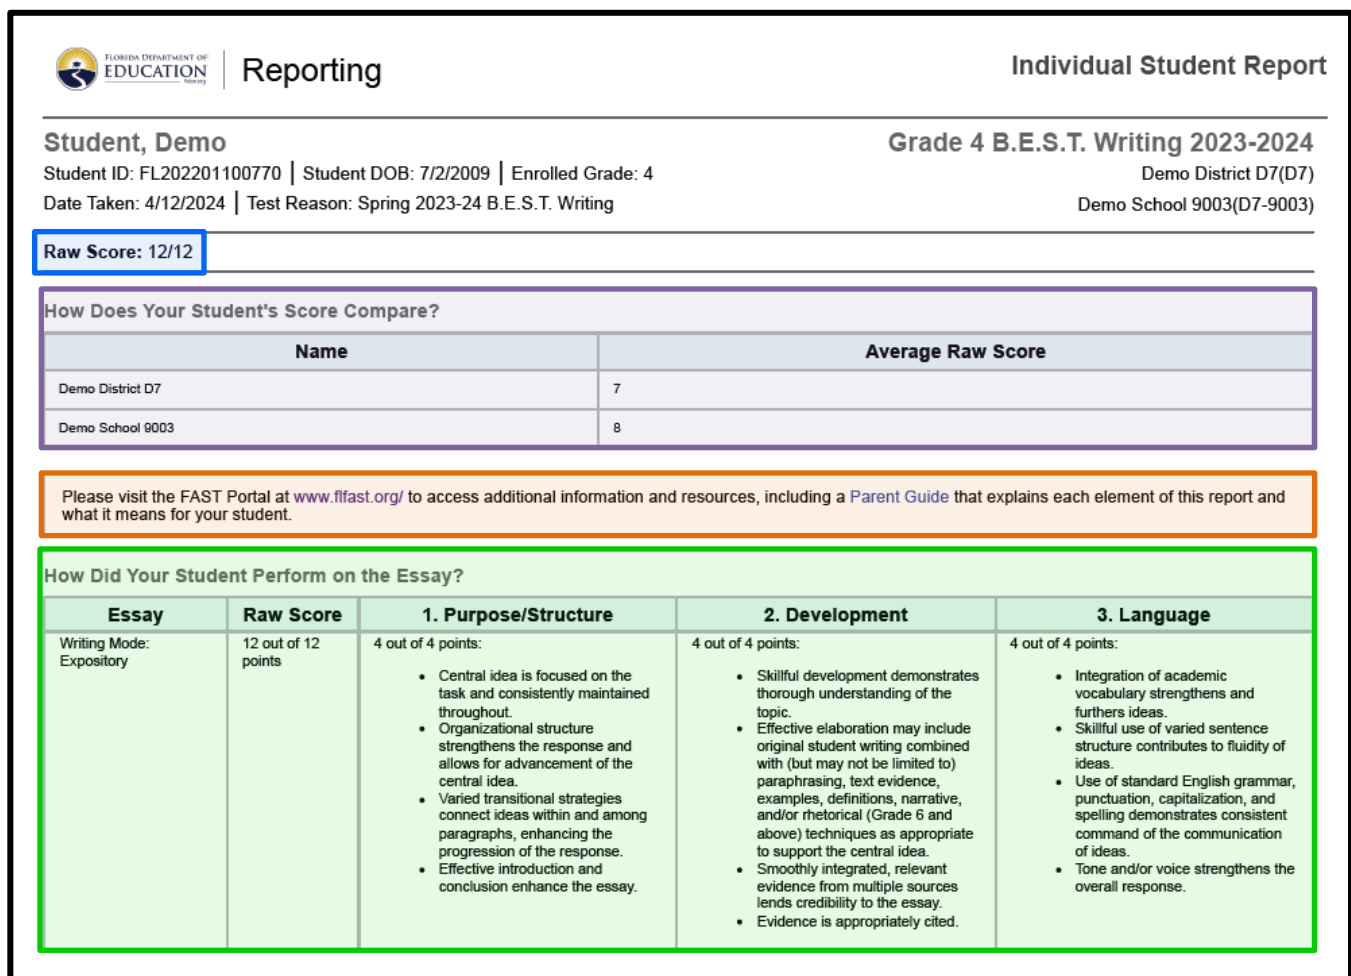 FLORIDA DEPARTMENT OF
EDUCATION
fldoe.org
Reporting
Individual Student Report
Student, Demo
Grade 4 B.E.S.T. Writing 2023-2024
Student ID: FL202201100770 | Student DOB: 7/2/2009 | Enrolled Grade: 4
Demo District D7(D7)
Date Taken: 4/12/2024 | Test Reason: Spring 2023-24 B.E.S.T. Writing
Demo School 9003(D7-9003)
Raw Score: 12/12
How Does Your Student's Score Compare?
Name
Average Raw Score
Demo District D7
7
Demo School 9003
8
Please visit the FAST Portal at www.flfast.org/ to access additional information and resources, including a Parent Guide that explains each element of this report and
what it means for your student.
How Did Your Student Perform on the Essay?
Essay
Raw Score
1. Purpose/Structure
2. Development
3. Language
Writing Mode:
Expository
12 out of 12
points
4 out of 4 points:
• Central idea is focused on the
task and consistently maintained
throughout.
• Organizational structure
strengthens the response and
allows for advancement of the
central idea.
• Varied transitional strategies
connect ideas within and among
paragraphs, enhancing the
progression of the response.
• Effective introduction and
conclusion enhance the essay.
4 out of 4 points:
• Skillful development demonstrates
thorough understanding of the
topic.
• Effective elaboration may include
original student writing combined
with (but may not be limited to)
paraphrasing, text evidence,
examples, definitions, narrative,
and/or rhetorical (Grade 6 and
above) techniques as appropriate
to support the central idea.
• Smoothly integrated, relevant
evidence from multiple sources
lends credibility to the essay.
• Evidence is appropriately cited.
4 out of 4 points:
• Integration of academic
vocabulary strengthens and
furthers ideas.
• Skillful use of varied sentence
structure contributes to fluidity of
ideas.
• Use of standard English grammar,
punctuation, capitalization, and
spelling demonstrates consistent
command of the communication
of ideas.
• Tone and/or voice strengthens the
overall response.